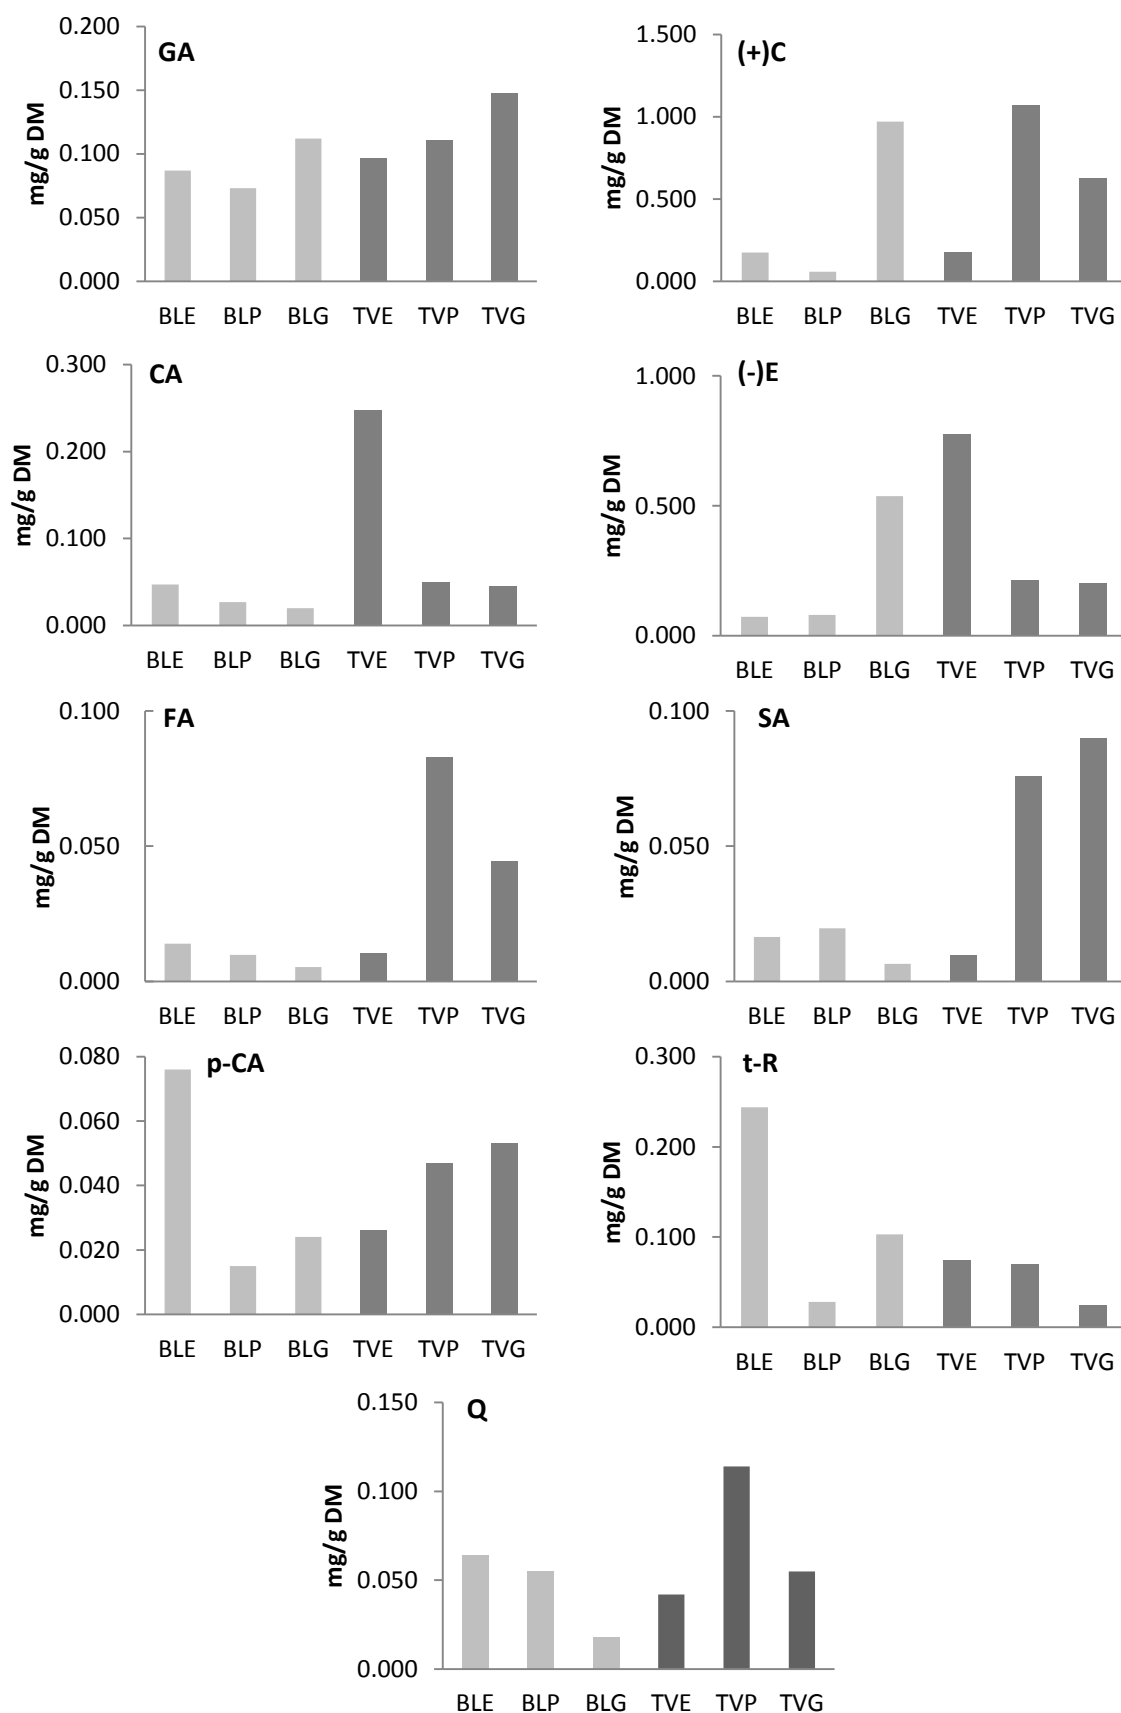 GA
mg/g DM
0.200
0.150
0.100
0.050
0.000
BLE BLP BLG TVE TVP TVG
(+)C
mg/g DM
1.500
1.000
0.500
0.000
BLE BLP BLG TVE TVP TVG
CA
mg/g DM
0.300
0.200
0.100
0.000
BLE BLP BLG TVE TVP TVG
(-)E
mg/g DM
1.000
0.500
0.000
BLE BLP BLG TVE TVP TVG
FA
mg/g DM
0.100
0.050
0.000
BLE BLP BLG TVE TVP TVG
SA
mg/g DM
0.100
0.050
0.000
BLE BLP BLG TVE TVP TVG
p-CA
mg/g DM
0.080
0.060
0.040
0.020
0.000
BLE BLP BLG TVE TVP TVG
t-R
mg/g DM
0.300
0.200
0.100
0.000
BLE BLP BLG TVE TVP TVG
Q
mg/g DM
0.150
0.100
0.050
0.000
BLE BLP BLG TVE TVP TVG